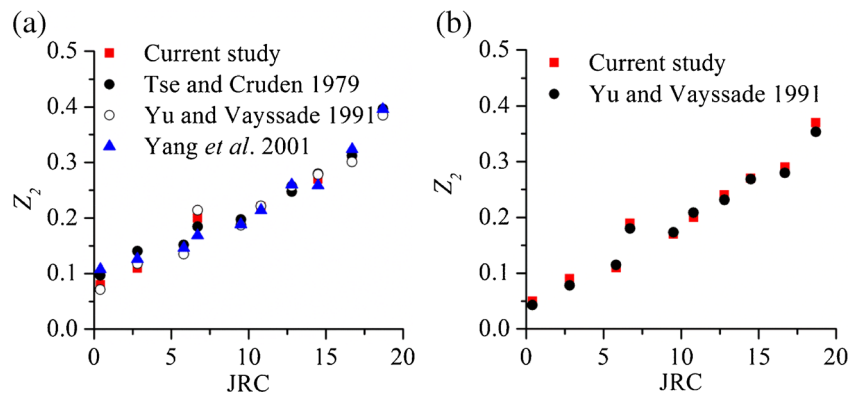 (a)
0.5
0.4
0.3
0.2
0.1
0.0
Z2
Current study
Tse and Cruden 1979
Yu and Vayssade 1991
Yang et al. 2001
0
5
10
15
20
JRC
(b)
0.5
0.4
0.3
0.2
0.1
0.0
Z2
Current study
Yu and Vayssade 1991
0
5
10
15
20
JRC